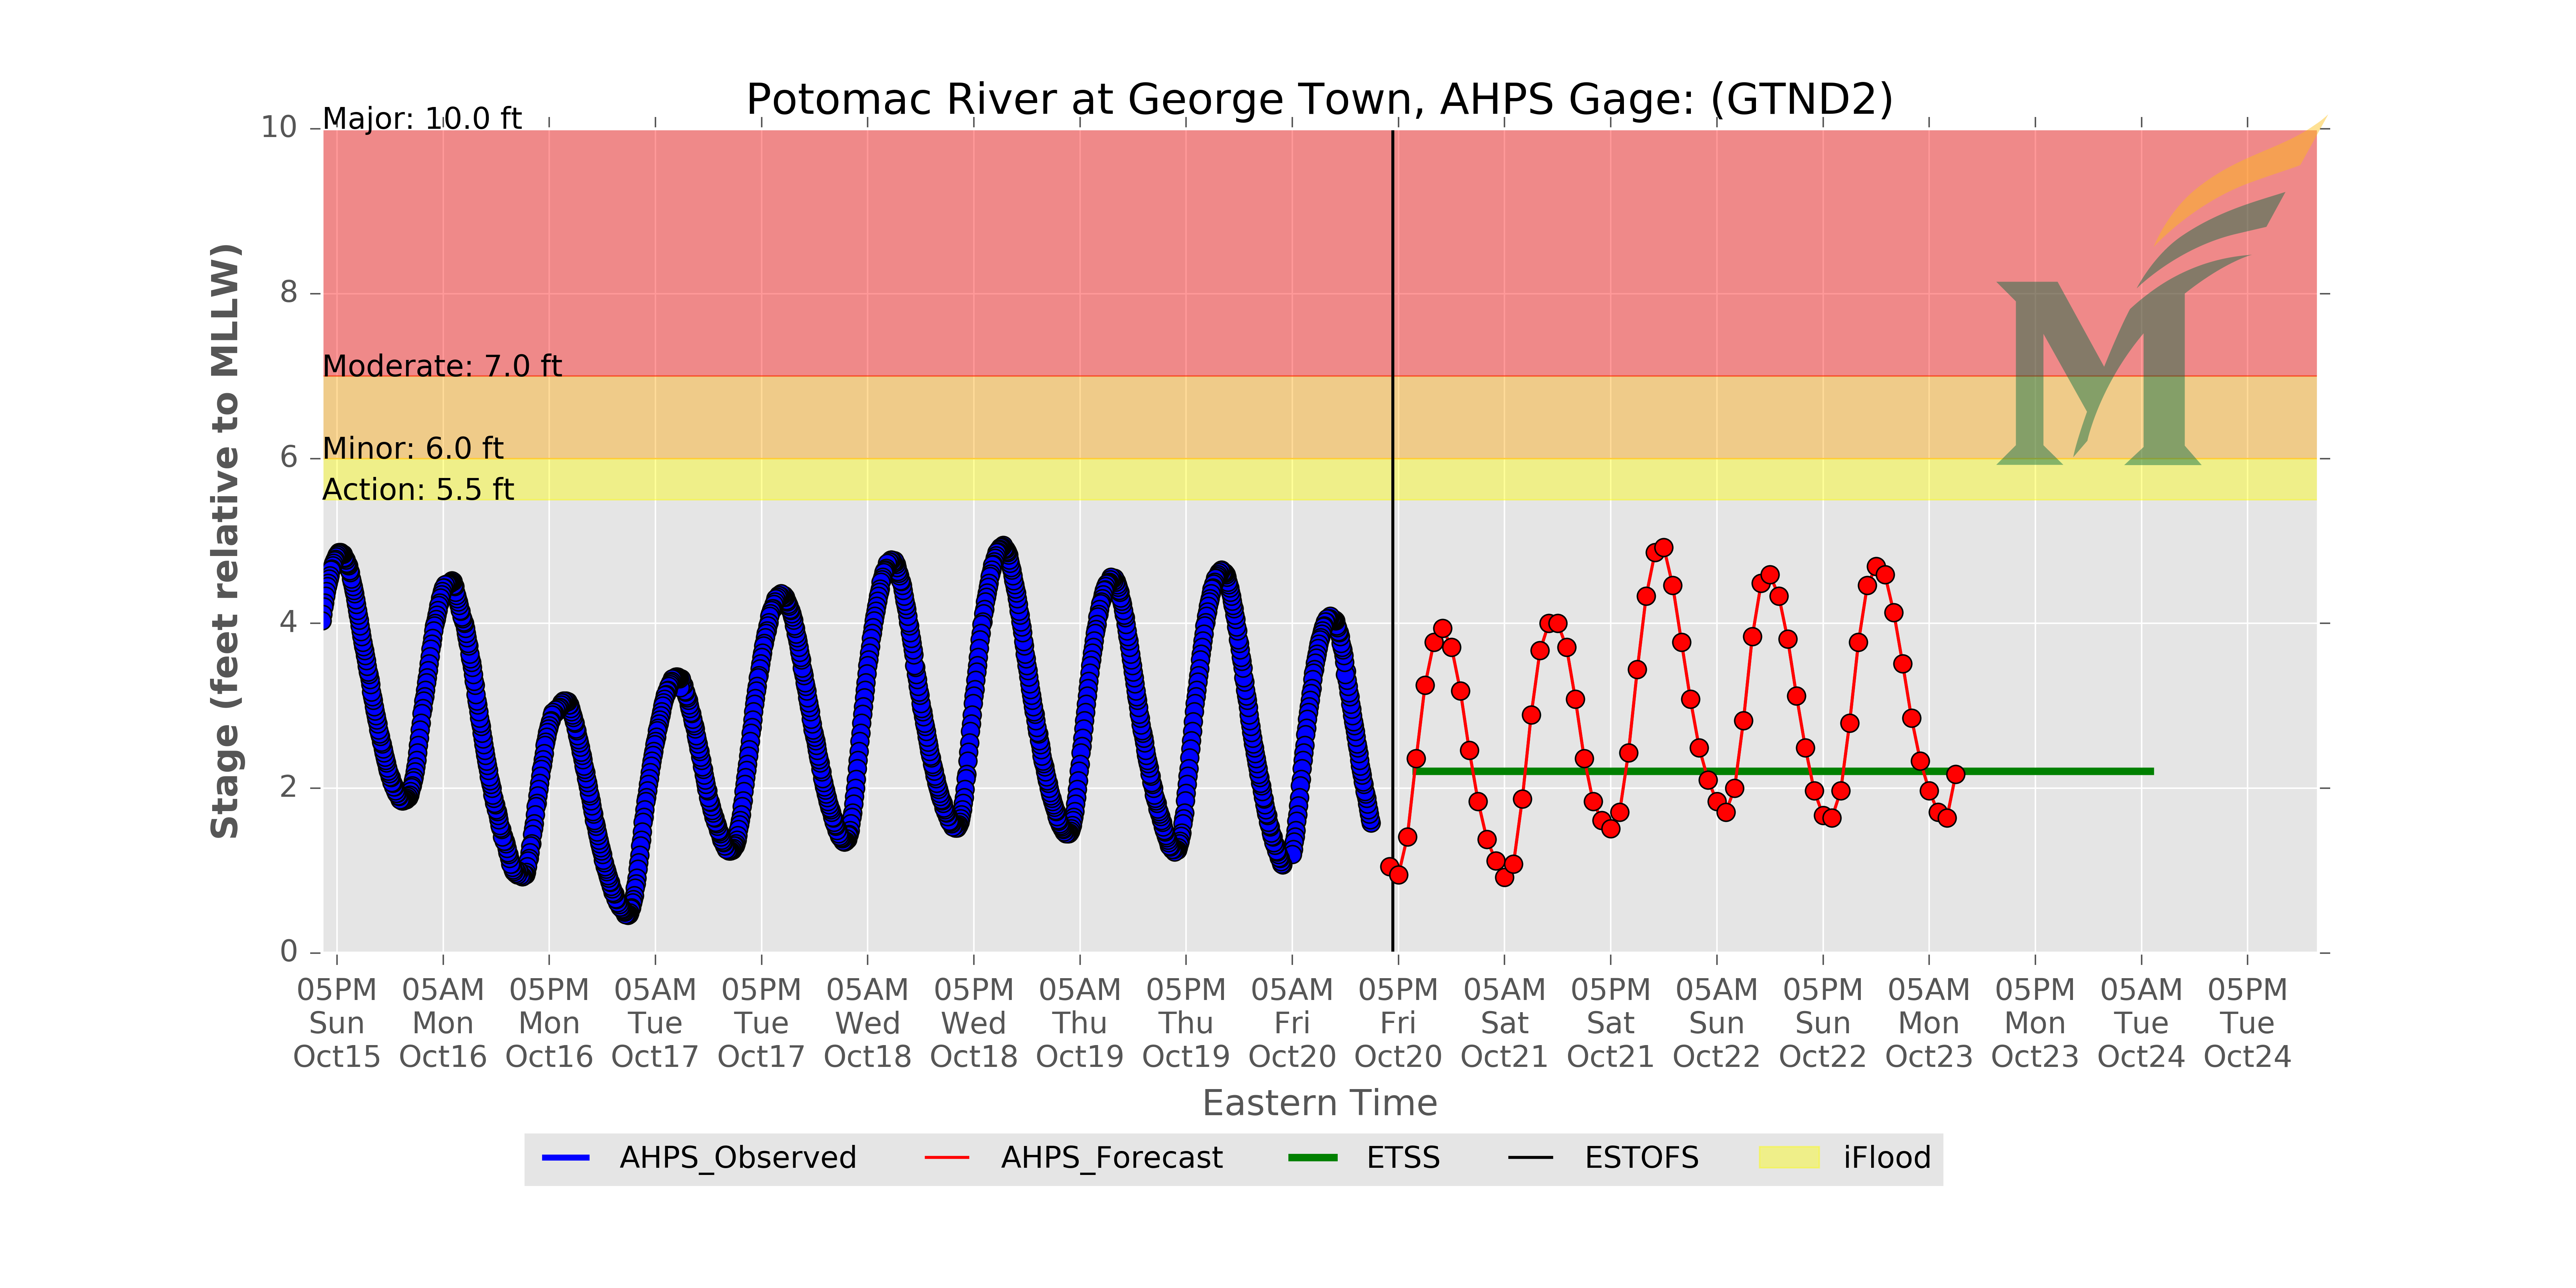 Potomac River at George Town, AHPS Gage: (GTND2)
Major: 10.0 ft
Moderate: 7.0 ft
Minor: 6.0 ft
Action: 5.5 ft
10
8
6
4
2
0
Stage (feet relative to MLLW)
05PM 05AM 05PM 05AM 05PM 05AM 05PM 05AM 05PM 05AM 05PM 05AM 05PM 05AM 05PM 05AM 05PM 05AM 05PM
Sun Mon Mon Tue Tue Wed Wed Thu Thu Fri Fri Sat Sat Sun Sun Mon Mon Tue Tue
Oct15 Oct16 Oct16 Oct17 Oct17 Oct18 Oct18 Oct19 Oct19 Oct20 Oct20 Oct21 Oct21 Oct22 Oct22 Oct23 Oct23 Oct24 Oct24
Eastern Time
AHPS_Observed AHPS_Forecast ETSS ESTOFS iFlood
M